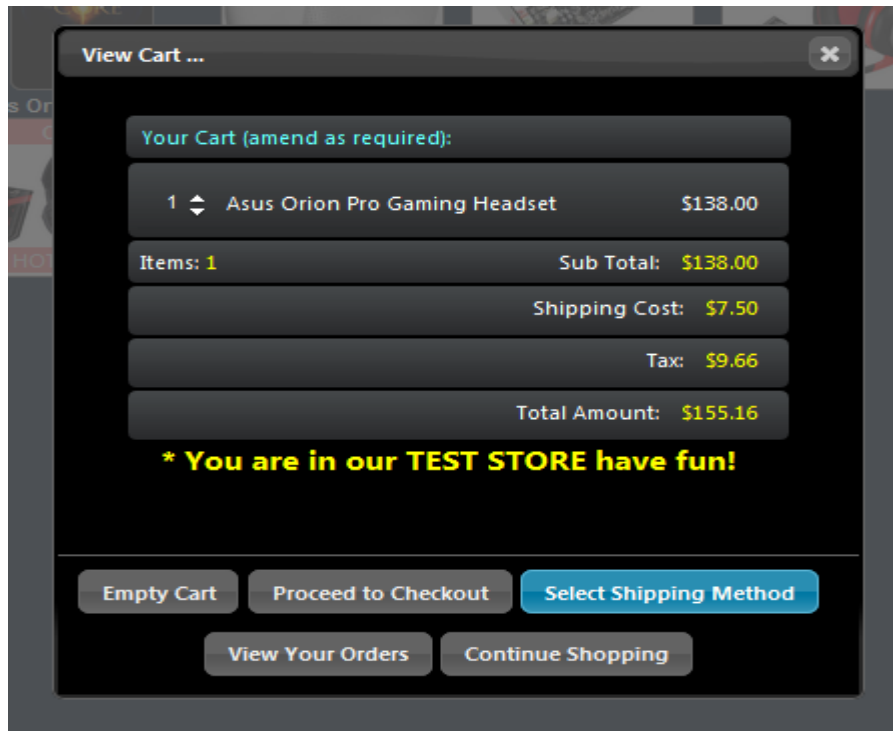 View Cart ...
s Or
Your Cart (amend as required):
1 Asus Orion Pro Gaming Headset $138.00
HOT
Items: 1 Sub Total: $138.00
Shipping Cost: $7.50
Tax: $9.66
Total Amount: $155.16
* You are in our TEST STORE have fun!
Empty Cart Proceed to Checkout Select Shipping Method
View Your Orders Continue Shopping